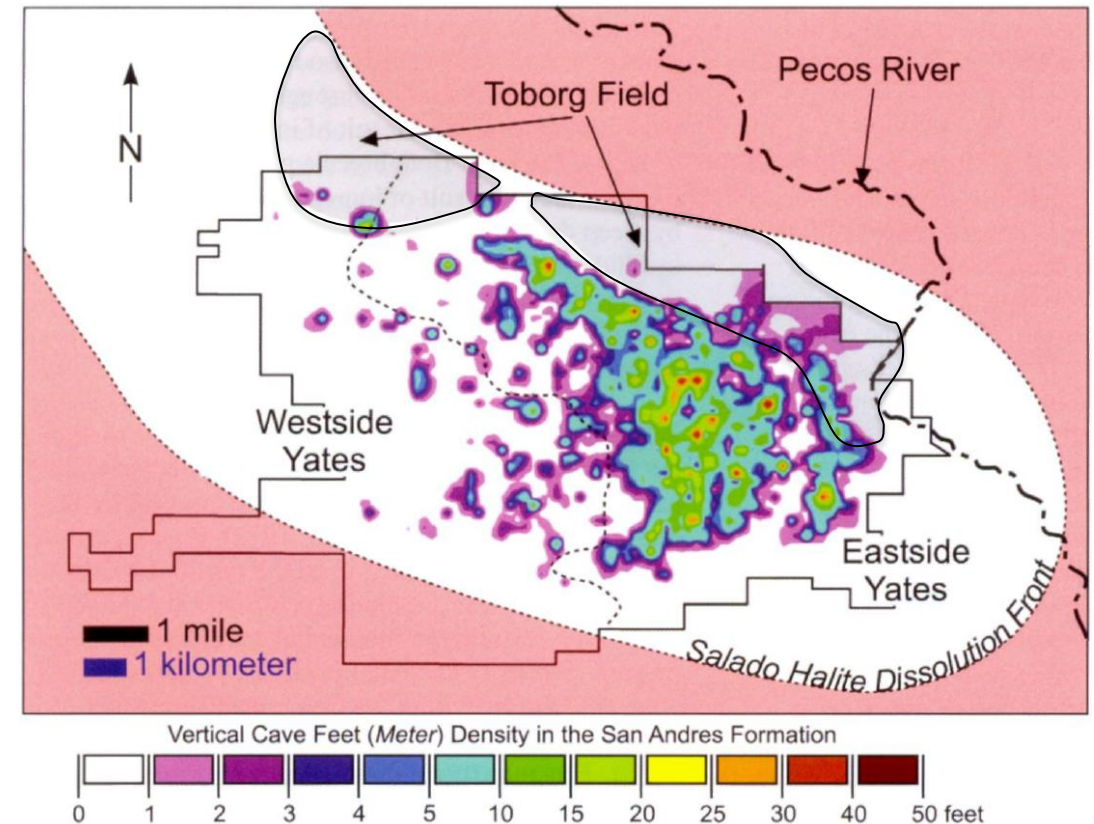 Pecos River
Toborg Field
N
Westside
Yates
Eastside
Yates
1 mile
1 kilometer
Salado Halite Dissolution Front
Vertical Cave Feet (Meter) Density in the San Andres Formation
0 1 2 3 4 5 10 15 20 25 30 40 50 feet